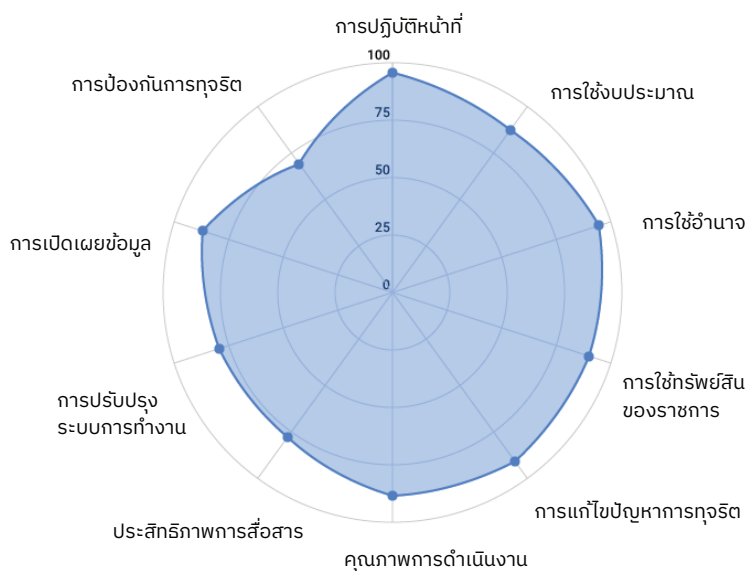 การปฏิบัติหน้าที่
100
การป้องกันการทุจริต
การใช้งบประมาณ
75
50
การใช้อำนาจ
การเปิดเผยข้อมูล
25
0
การใช้ทรัพย์สิน
ของราชการ
การปรับปรุง
ระบบการทำงาน
การแก้ไขปัญหาการทุจริต
ประสิทธิภาพการสื่อสาร
คุณภาพการดำเนินงาน